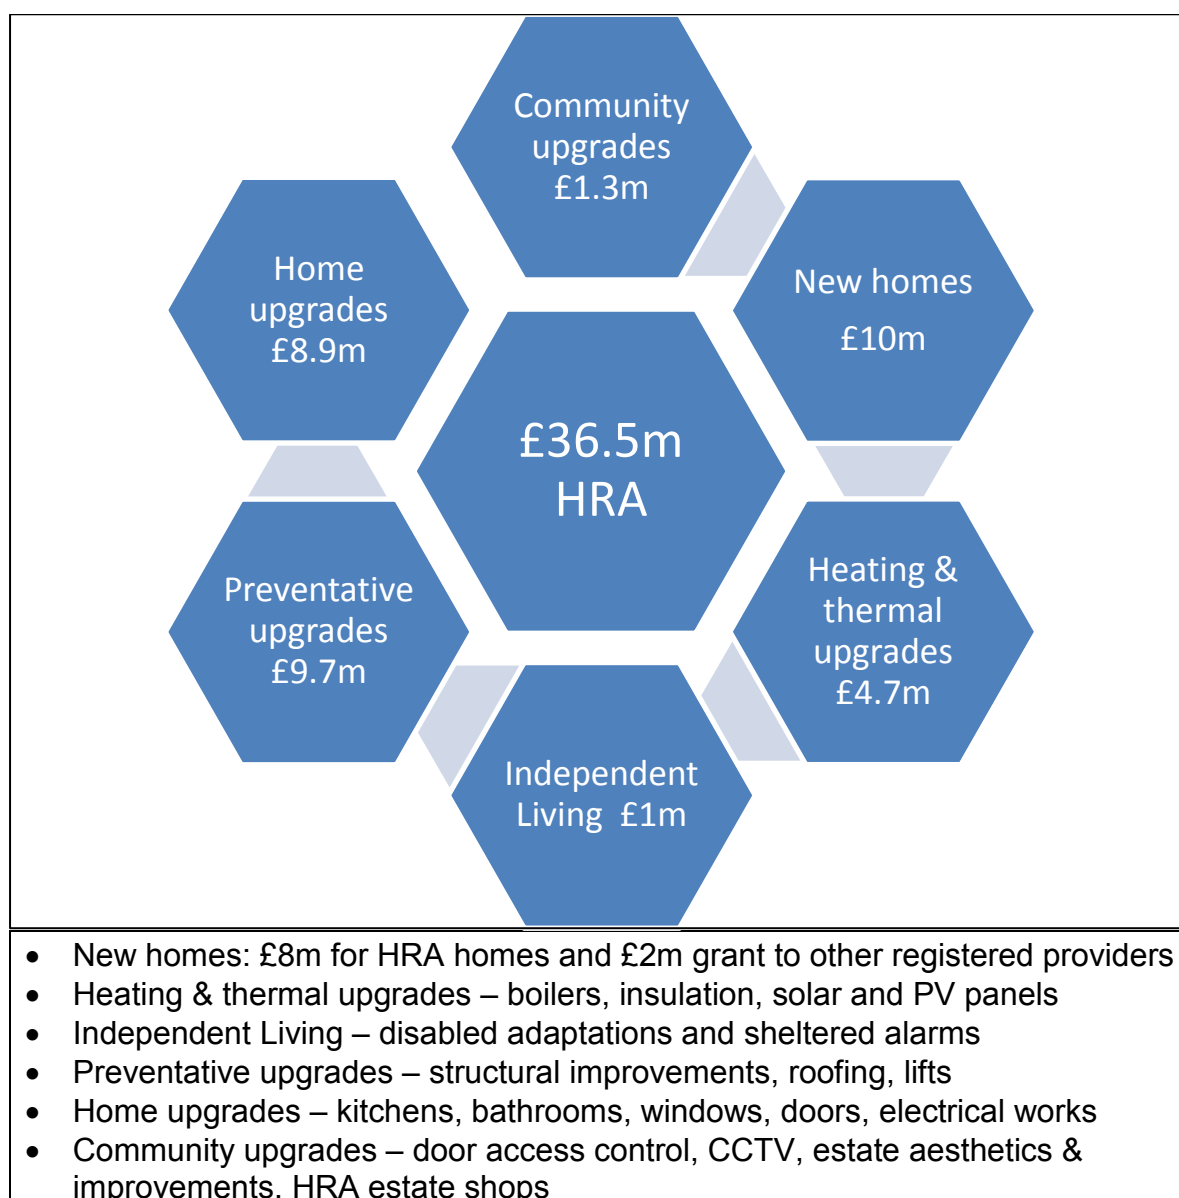 Community
upgrades
£1.3m
New homes
£10m
Home
upgrades
£8.9m
£36.5m
HRA
Heating &
thermal
upgrades
£4.7m
Preventative
upgrades
£9.7m
Independent
Living £1m
• New homes: £8m for HRA homes and £2m grant to other registered providers
• Heating & thermal upgrades – boilers, insulation, solar and PV panels
• Independent Living – disabled adaptations and sheltered alarms
• Preventative upgrades – structural improvements, roofing, lifts
• Home upgrades – kitchens, bathrooms, windows, doors, electrical works
• Community upgrades – door access control, CCTV, estate aesthetics &
improvements, HRA estate shops